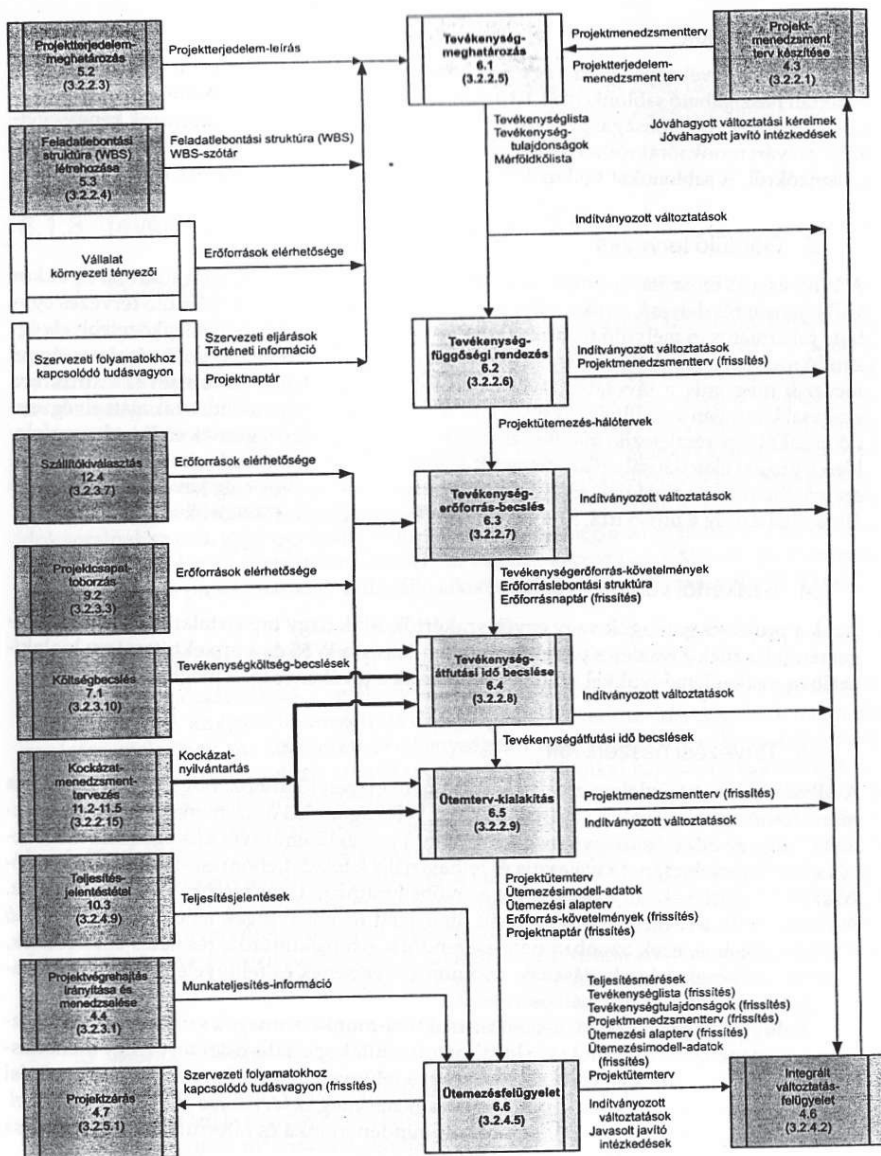 Projektterjedelem-
meghatározás
5.2
(3.2.2.3)
Projektterjedelem-leírás
Tevékenység-
meghatározás
6.1
(3.2.2.5)
Projektmenedzsmentterv
Projektterjedelem-
menedzsment terv
Projekt-
menedzsment
terv készítése
4.3
(3.2.2.1)
Tevékenységlista
Tevékenység-
tulajdonságok
Mérföldkőlista
Jóváhagyott változtatási kérelmek
Jóváhagyott javító intézkedések
Feladatlebontási
struktúra (WBS)
létrehozása
5.3
(3.2.2.4)
Feladatlebontási struktúra (WBS)
WBS-szótár
Indítványozott változtatások
Vállalat
környezeti tényezői
Erőforrások elérhetősége
Szervezeti folyamatokhoz
kapcsolódó tudásvagyon
Szervezeti eljárások
Történeti információ
Projektnaptár
Tevékenység-
függőségi rendezés
6.2
(3.2.2.6)
Indítványozott változtatások
Projektmenedzsmentterv (frissítés)
Projektütemezés-hálótervek
Szállítókiválasztás
12.4
(3.2.3.7)
Erőforrások elérhetősége
Tevékenység-
erőforrás-becslés
6.3
(3.2.2.7)
Indítványozott változtatások
Projektcsapat-
toborzás
9.2
(3.2.3.3)
Erőforrások elérhetősége
Tevékenységerőforrás-követelmények
Erőforráslebontási struktúra
Erőforrásnaptár (frissítés)
Költségbecslés
7.1
(3.2.3.10)
Tevékenységköltség-becslések
Tevékenység-
átfutási idő becslése
6.4
(3.2.2.8)
Indítványozott változtatások
Tevékenységátfutási idő becslések
Kockázat-
menedzsment-
tervezés
11.2-11.5
(3.2.2.15)
Kockázat-
nyilvántartás
Ütemterv-kialakítás
6.5
(3.2.2.9)
Projektmenedzsmentterv (frissítés)
Indítványozott változtatások
Teljesítés-
jelentéstétel
10.3
(3.2.4.9)
Teljesítésjelentések
Projektütemterv
Ütemezésimodell-adatok
Ütemezési alapterv
Erőforrás-követelmények (frissítés)
Projektnaptár (frissítés)
Projektvégrehajtás
irányítása és
menedzselése
4.4
(3.2.3.1)
Munkateljesítés-információ
Teljesítésmérések
Tevékenységlista (frissítés)
Tevékenységtulajdonságok (frissítés)
Projektmenedzsmentterv (frissítés)
Ütemezési alapterv (frissítés)
Ütemezésimodell-adatok
(frissítés)
Projektütemterv
Projektzárás
4.7
(3.2.5.1)
Szervezeti folyamatokhoz
kapcsolódó tudásvagyon (frissítés)
Ütemezésfelügyelet
6.6
(3.2.4.5)
Indítványozott
változtatások
Javasolt javító
intézkedések
Integrált
változtatás-
felügyelet
4.6
(3.2.4.2)